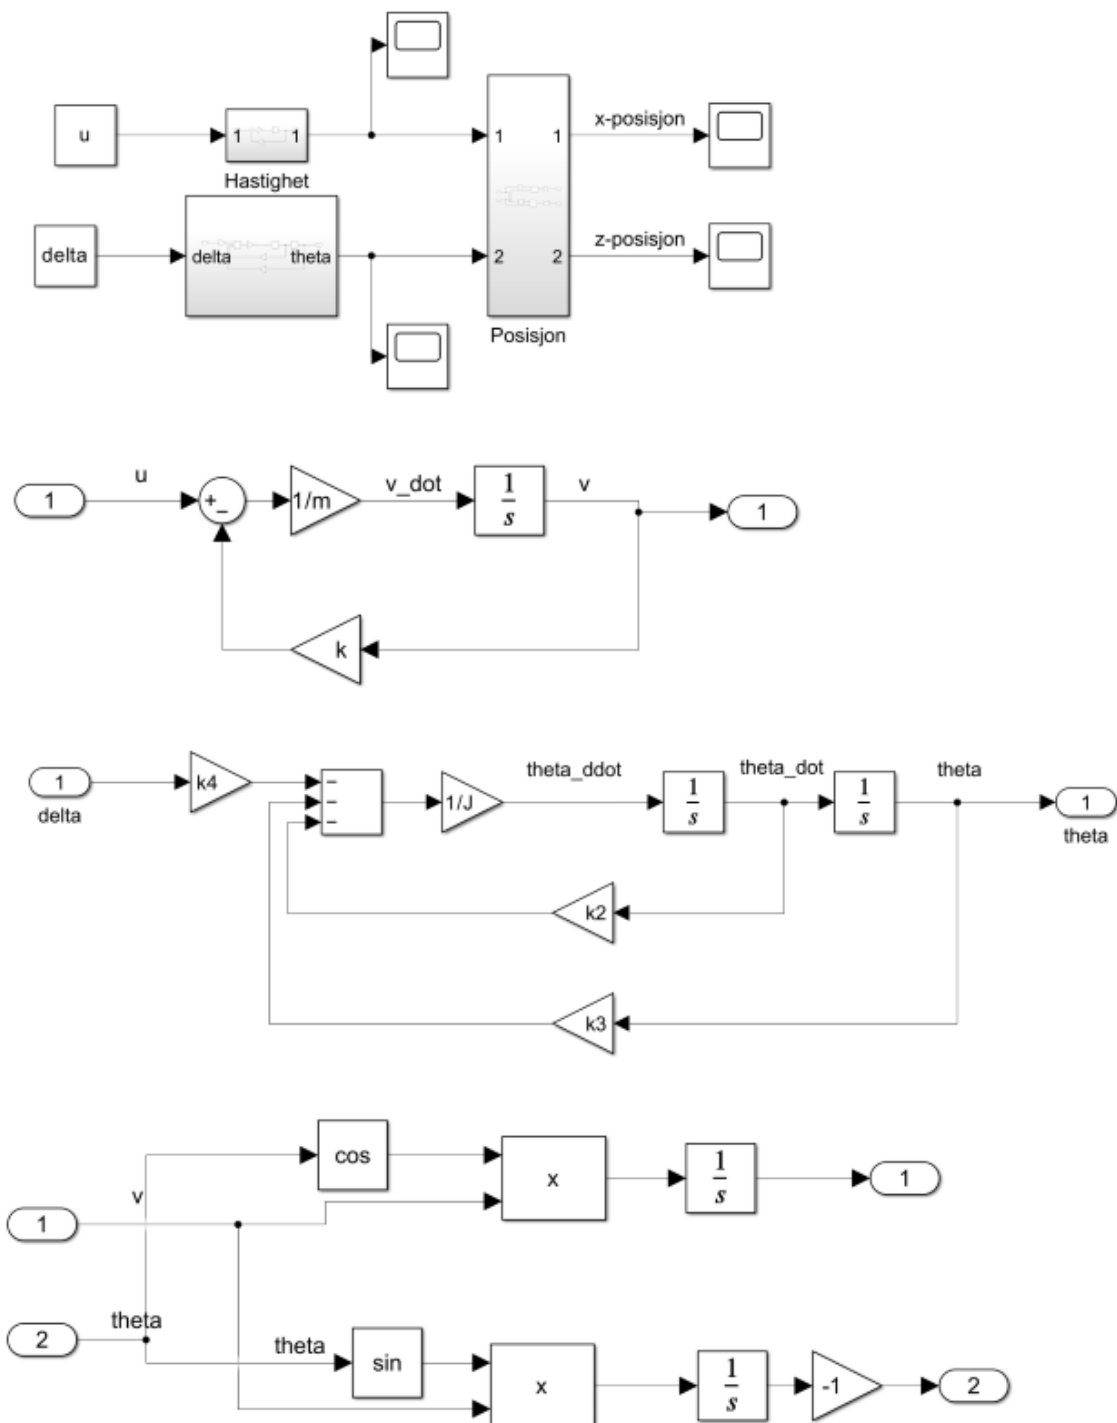 x-posisjon
u 1 1 1 1
Hastighet
z-posisjon
delta delta theta 2 2
Posisjon
u v_dot v
1 +_ 1/m 1/s 1
k
theta_ddot theta_dot theta
1 k4 − − − 1/J 1/s 1/s 1
delta theta
k2
k3
cos x 1/s 1
v
1
theta
2 theta sin x 1/s -1 2